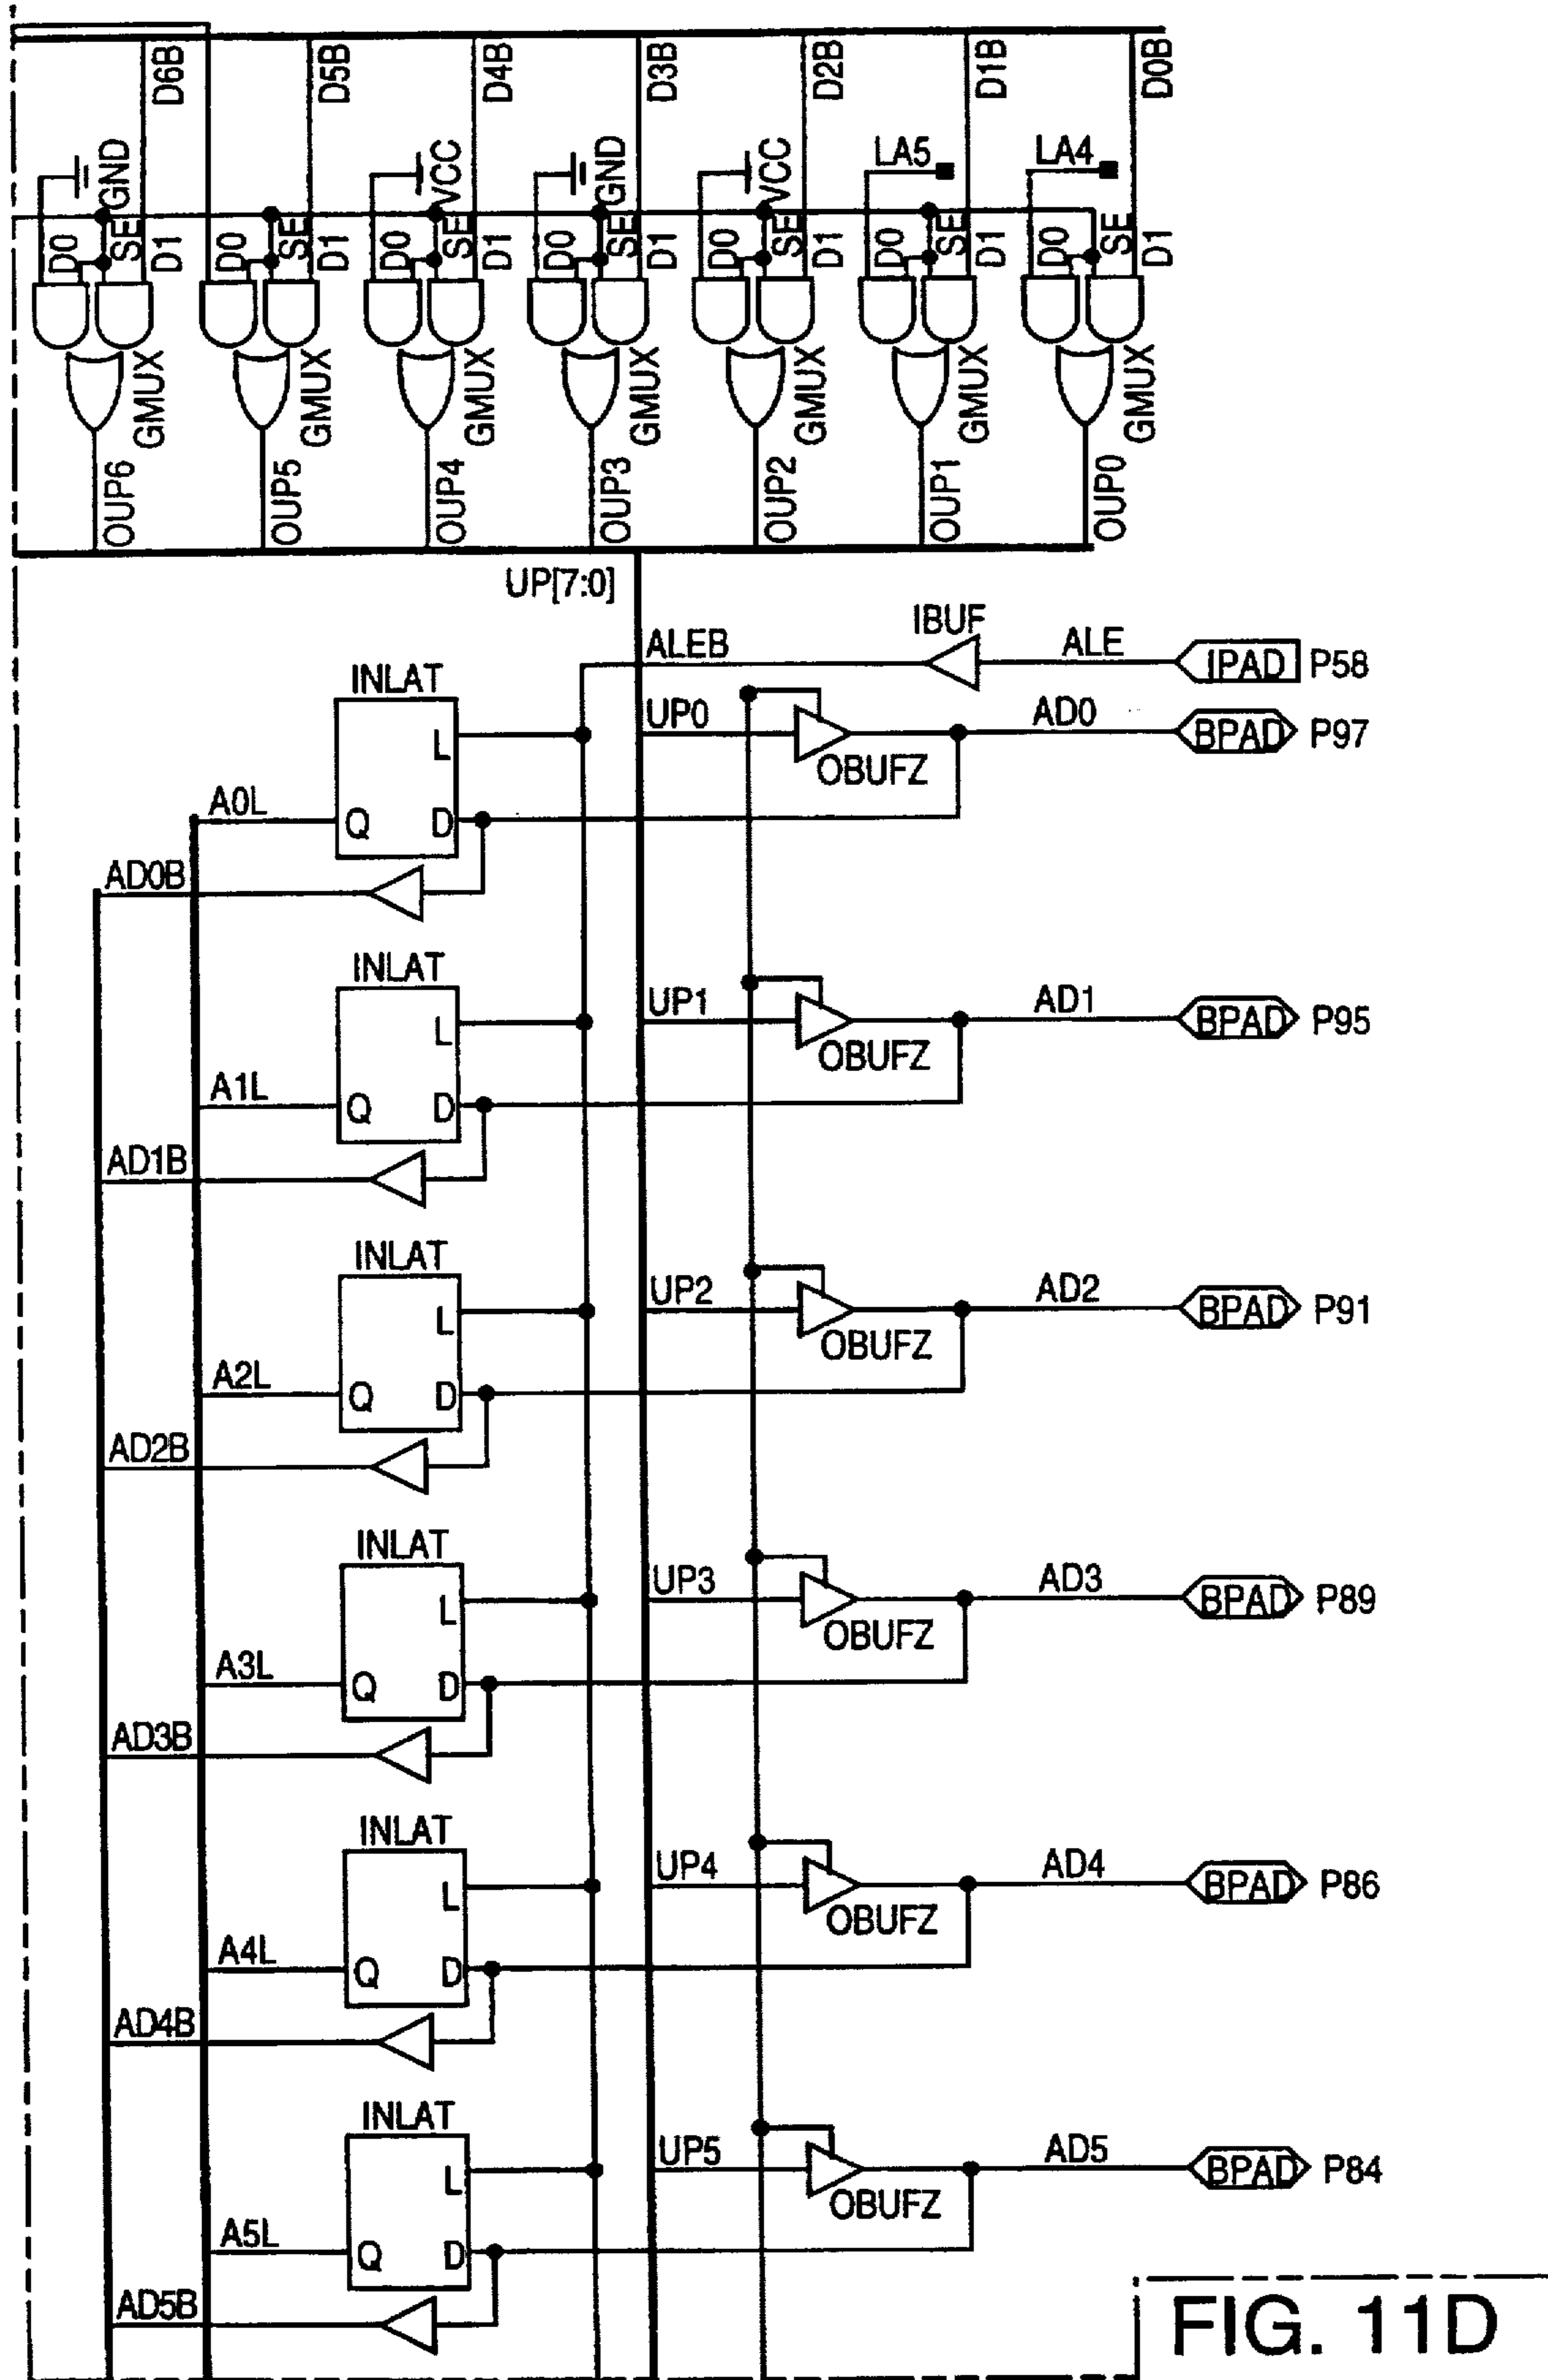 D6B D5B D4B D3B D2B D1B D0B
GND VCC GND VCC LA5 LA4
D0 SE D1 D0 SE D1 D0 SE D1 D0 SE D1 D0 SE D1 D0 SE D1 D0 SE D1
GMUX GMUX GMUX GMUX GMUX GMUX GMUX
OUP6 OUP5 OUP4 OUP3 OUP2 OUP1 OUP0
UP[7:0]
ALEB IBUF ALE IPAD P58
INLAT
L UP0 AD0 BPAD P97
OBUFZ
A0L Q D
AD0B
INLAT
L UP1 AD1 BPAD P95
OBUFZ
A1L Q D
AD1B
INLAT
L UP2 AD2 BPAD P91
OBUFZ
A2L Q D
AD2B
INLAT
L UP3 AD3 BPAD P89
OBUFZ
A3L Q D
AD3B
INLAT
L UP4 AD4 BPAD P86
OBUFZ
A4L Q D
AD4B
INLAT
L UP5 AD5 BPAD P84
OBUFZ
A5L Q D
AD5B
FIG. 11D